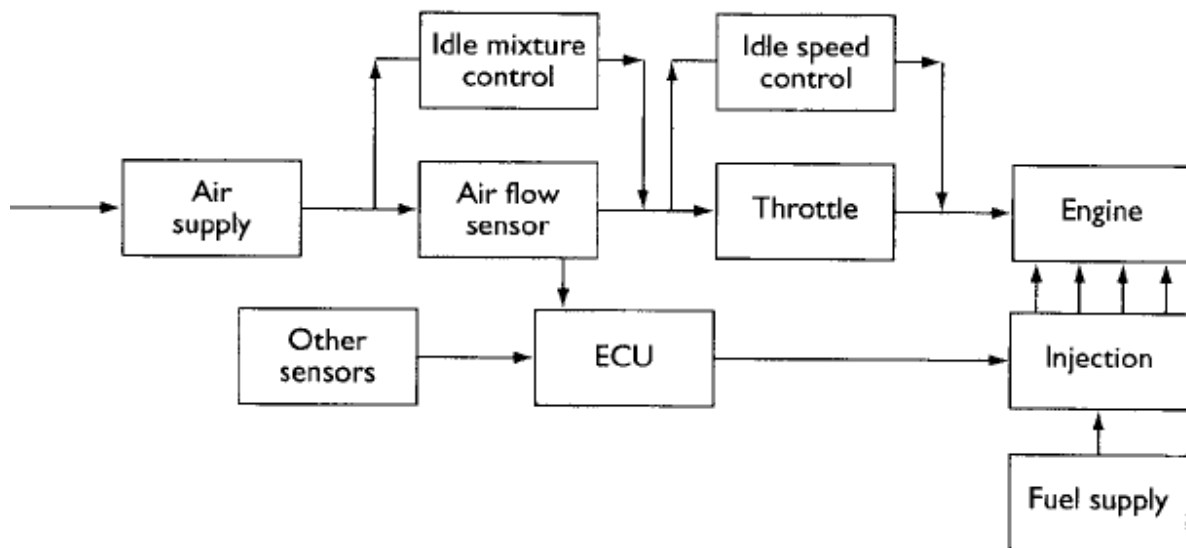 Idle mixture
control
Idle speed
control
Air
supply
Air flow
sensor
Throttle
Engine
Other
sensors
ECU
Injection
Fuel supply